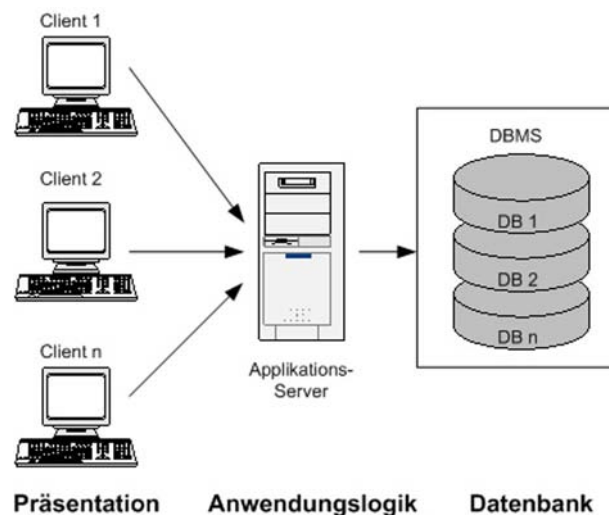 Client 1
DBMS
Client 2
DB 1
DB 2
DB n
Client n
Applikations-
Server
Präsentation Anwendungslogik Datenbank